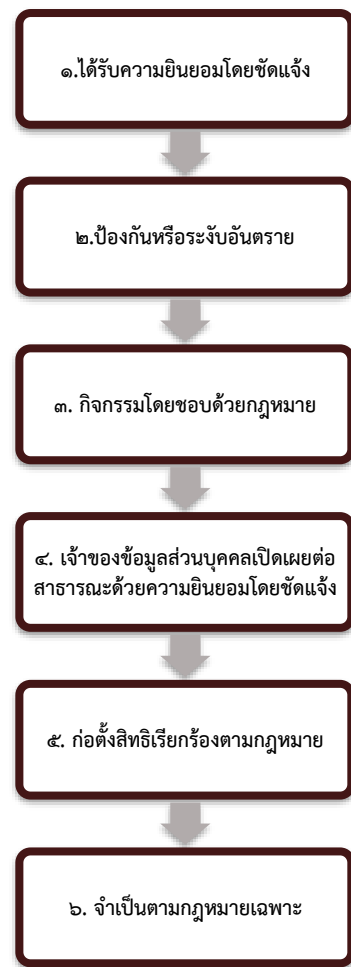 ๑.ได้รับความยินยอมโดยชัดแจ้ง
๒.ป้องกันหรือระงับอันตราย
๓. กิจกรรมโดยชอบด้วยกฎหมาย
๔. เจ้าของข้อมูลส่วนบุคคลเปิดเผยต่อ
สาธารณะด้วยความยินยอมโดยชัดแจ้ง
๕. ก่อตั้งสิทธิเรียกร้องตามกฎหมาย
๖. จำเป็นตามกฎหมายเฉพาะ